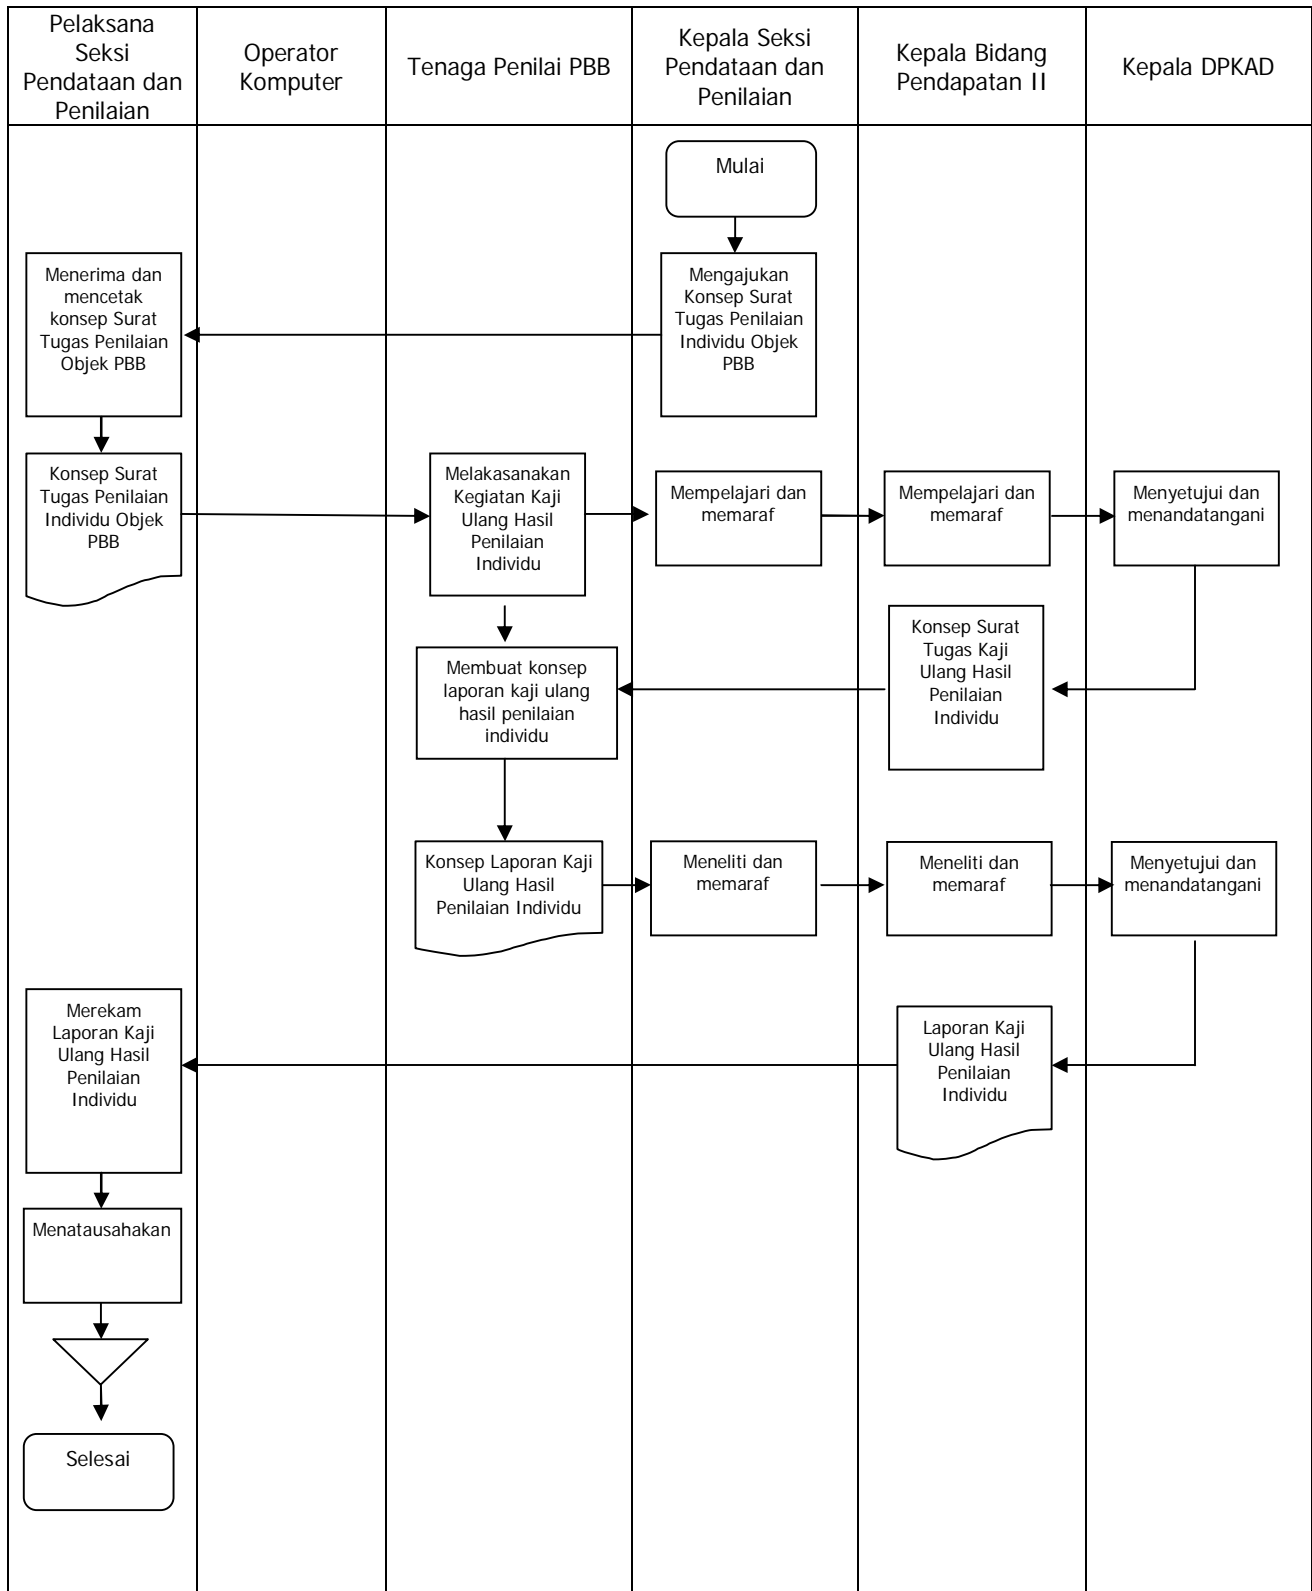 Pelaksana
Seksi
Pendataan dan
Penilaian
Operator
Komputer
Tenaga Penilai PBB
Kepala Seksi
Pendataan dan
Penilaian
Kepala Bidang
Pendapatan II
Kepala DPKAD
Mulai
Menerima dan
mencetak
konsep Surat
Tugas Penilaian
Objek PBB
Mengajukan
Konsep Surat
Tugas Penilaian
Individu Objek
PBB
Konsep Surat
Tugas Penilaian
Individu Objek
PBB
Melakasanakan
Kegiatan Kaji
Ulang Hasil
Penilaian
Individu
Mempelajari dan
memaraf
Mempelajari dan
memaraf
Menyetujui dan
menandatangani
Konsep Surat
Tugas Kaji
Ulang Hasil
Penilaian
Individu
Membuat konsep
laporan kaji ulang
hasil penilaian
individu
Konsep Laporan Kaji
Ulang Hasil
Penilaian Individu
Meneliti dan
memaraf
Meneliti dan
memaraf
Menyetujui dan
menandatangani
Merekam
Laporan Kaji
Ulang Hasil
Penilaian
Individu
Laporan Kaji
Ulang Hasil
Penilaian
Individu
Menatausahakan
Selesai